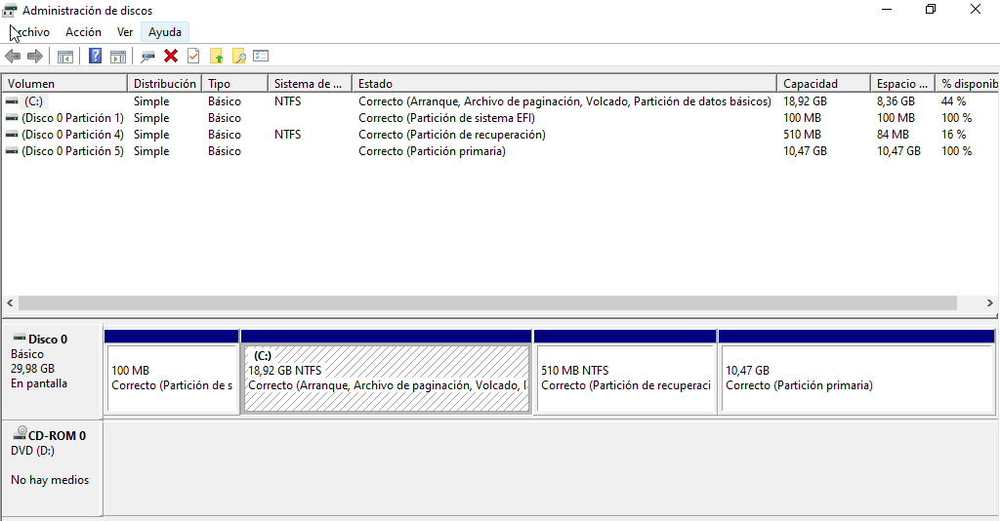 Administración de discos
Archivo Acción Ver Ayuda
Volumen Distribución Tipo Sistema de ... Estado Capacidad Espacio ... % disponib
(C:) Simple Básico NTFS Correcto (Arranque, Archivo de paginación, Volcado, Partición de datos básicos) 18,92 GB 8,36 GB 44 %
(Disco 0 Partición 1) Simple Básico Correcto (Partición de sistema EFI) 100 MB 100 MB 100 %
(Disco 0 Partición 4) Simple Básico NTFS Correcto (Partición de recuperación) 510 MB 84 MB 16 %
(Disco 0 Partición 5) Simple Básico Correcto (Partición primaria) 10,47 GB 10,47 GB 100 %
Disco 0
Básico
29,98 GB
En pantalla
100 MB
Correcto (Partición de s
(C:)
18,92 GB NTFS
Correcto (Arranque, Archivo de paginación, Volcado,
510 MB NTFS
Correcto (Partición de recuperaci
10,47 GB
Correcto (Partición primaria)
CD-ROM 0
DVD (D:)
No hay medios